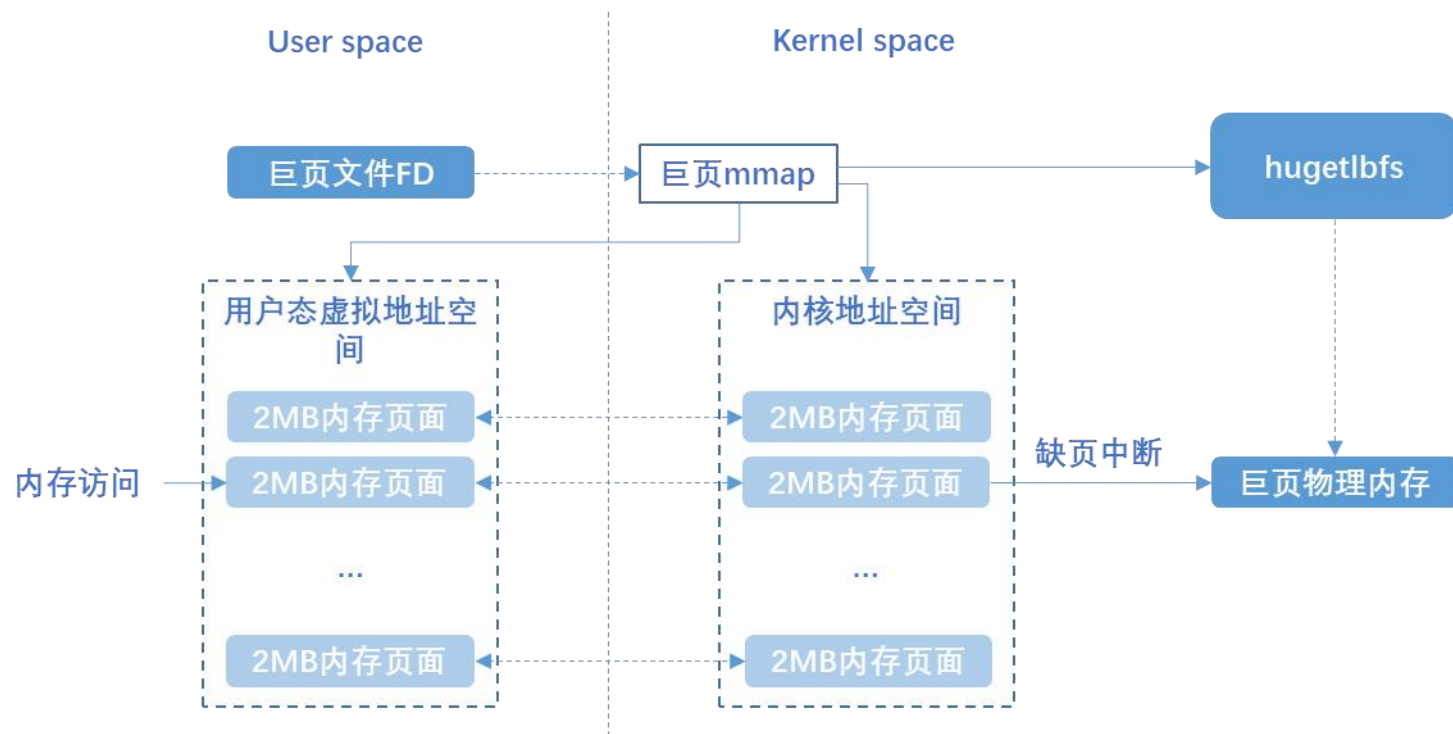 User space
Kernel space
巨页文件FD
巨页mmap
hugetlbfs
用户态虚拟地址空
间
内核地址空间
2MB内存页面
2MB内存页面
内存访问
2MB内存页面
2MB内存页面
缺页中断
巨页物理内存
...
...
2MB内存页面
2MB内存页面